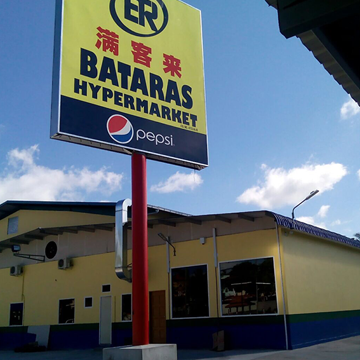 ER
满客来
BATARAS
HYPERMARKET
pepsi